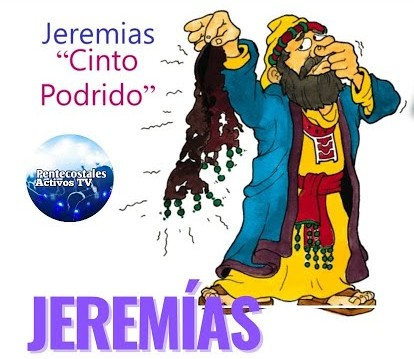 Jeremias
“Cinto
Podrido”
Pentecostales
Activos TV
JEREMÍAS